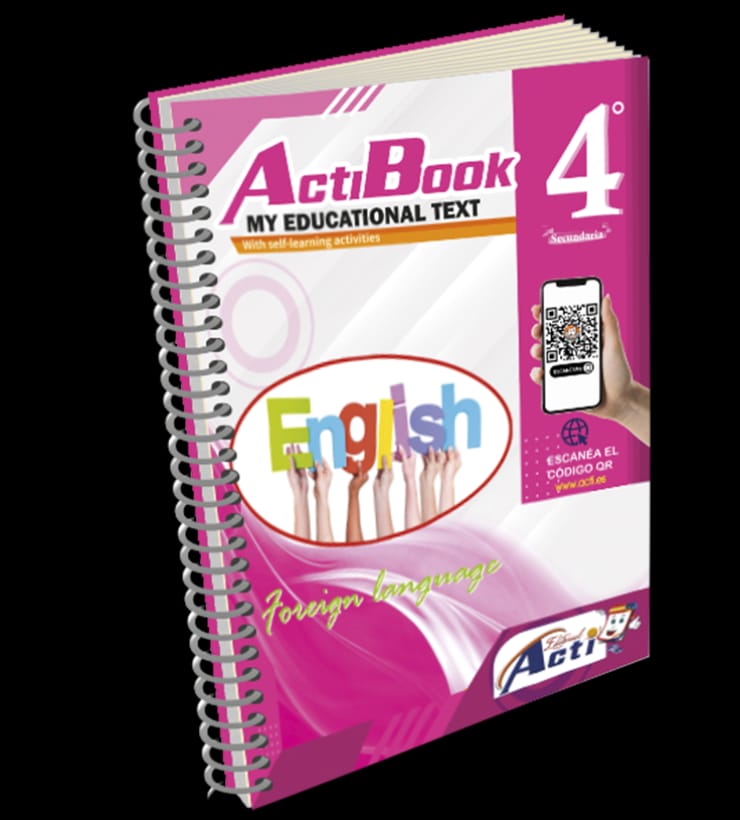 ActiBook
MY EDUCATIONAL TEXT
With self-learning activities
4°
Secundaria
English
ESCANÉA EL
CÓDIGO QR
www.acti.es
Foreign language
Editorial
Acti